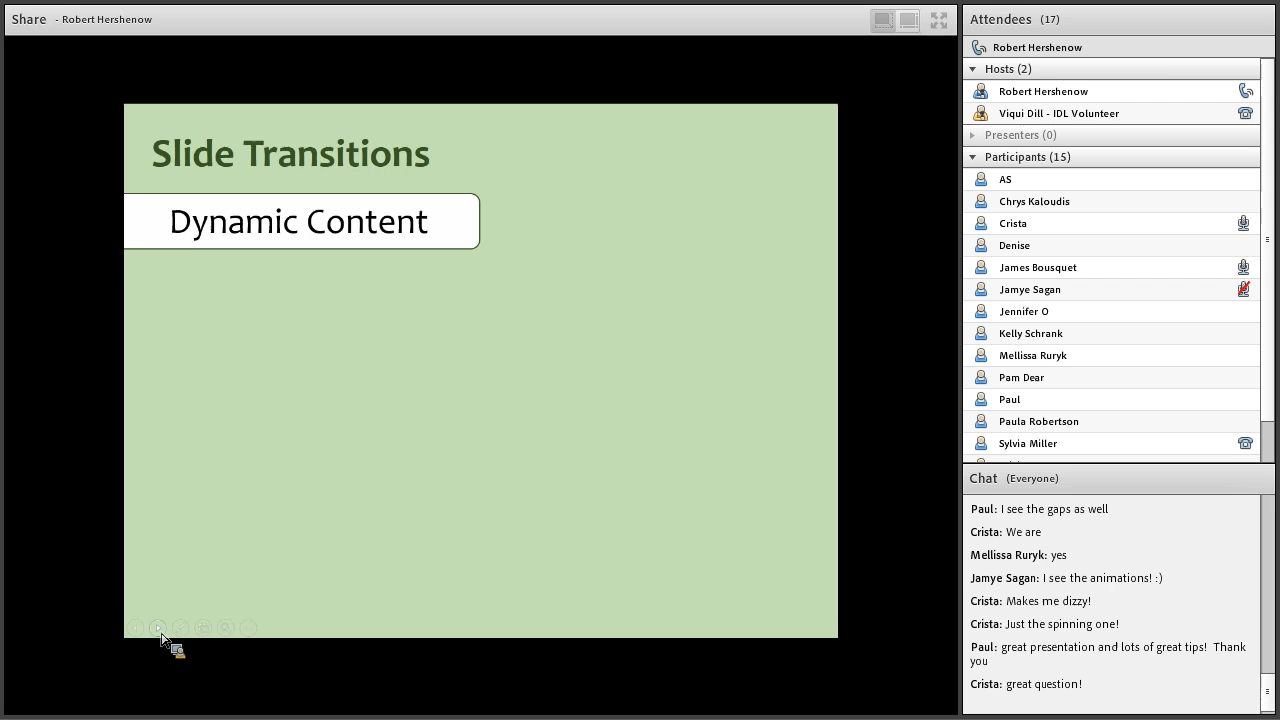 Share - Robert Hershenow
Slide Transitions
Dynamic Content
Attendees (17)
Robert Hershenow
Hosts (2)
Robert Hershenow
Viqui Dill - IDL Volunteer
Presenters (0)
Participants (15)
AS
Chrys Kaloudis
Crista
Denise
James Bousquet
Jamye Sagan
Jennifer O
Kelly Schrank
Mellissa Ruryk
Pam Dear
Paul
Paula Robertson
Sylvia Miller
Chat (Everyone)
Paul: I see the gaps as well
Crista: We are
Mellissa Ruryk: yes
Jamye Sagan: I see the animations! :)
Crista: Makes me dizzy!
Crista: Just the spinning one!
Paul: great presentation and lots of great tips! Thank
you
Crista: great question!